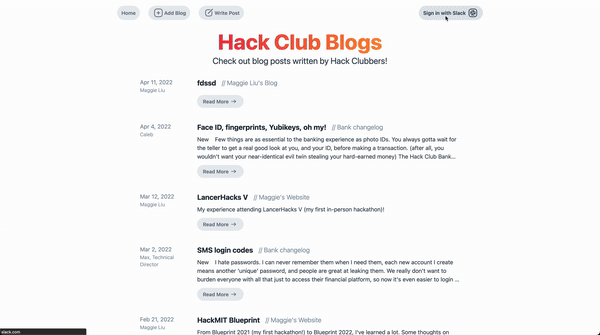 Home
Add Blog
Write Post
Sign in with Slack
Hack Club Blogs
Check out blog posts written by Hack Clubbers!
Apr 11, 2022
Maggie Liu
fdssd // Maggie Liu's Blog
Read More →
Apr 4, 2022
Caleb
Face ID, fingerprints, Yubikeys, oh my! // Bank changelog
New Few things are as essential to the banking experience as photo IDs. You always gotta wait for
the teller to get a real good look at you, and your ID, before making a transaction. (after all, you
wouldn't want your near-identical evil twin stealing your hard-earned money) The Hack Club Bank...
Read More →
Mar 12, 2022
Maggie Liu
LancerHacks V // Maggie's Website
My experience attending LancerHacks V (my first in-person hackathon)!
Read More →
Mar 2, 2022
Max, Technical
Director
SMS login codes // Bank changelog
New I hate passwords. I can never remember them when I need them, each new account I create
means another 'unique' password, and people are great at leaking them. We really don't want to
burden everyone with all that just to access their financial platform, so now it's even easier to login ...
Read More →
Feb 21, 2022
Maggie Liu
HackMIT Blueprint // Maggie's Website
From Blueprint 2021 (my first hackathon!) to Blueprint 2022, I've learned a lot. Some thoughts on
slack.com